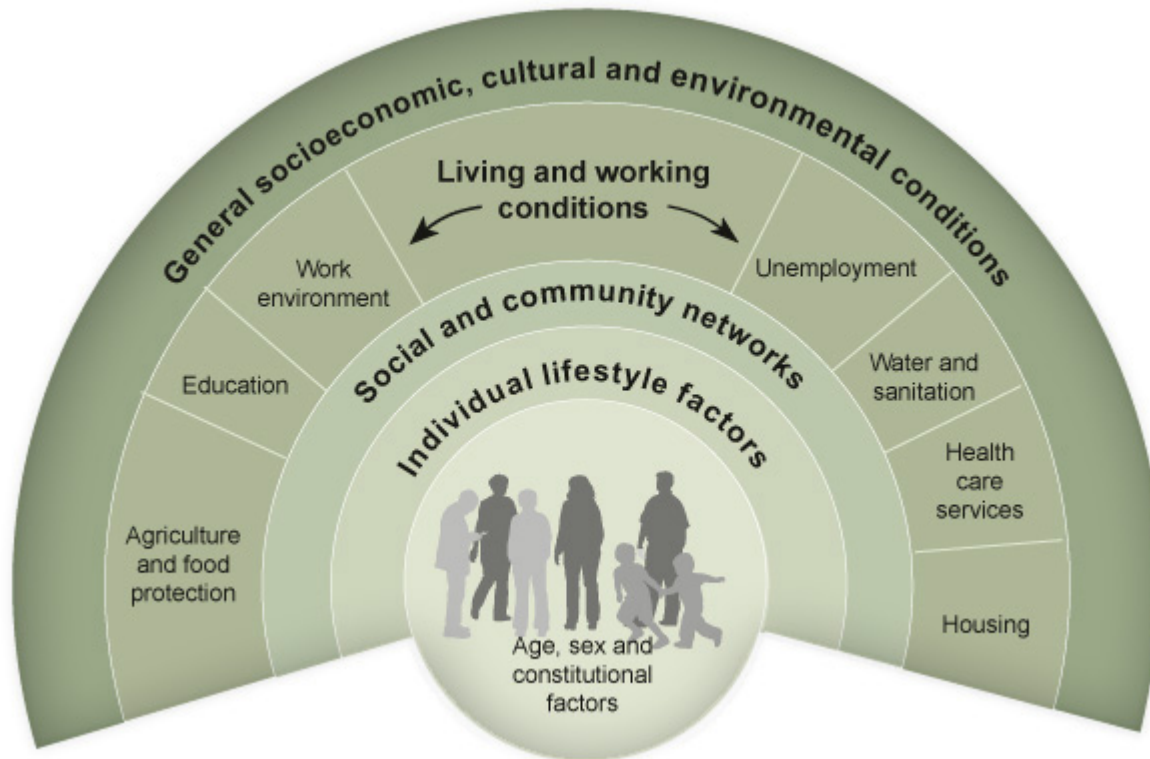 General socioeconomic, cultural and environmental conditions
Living and working
conditions
Work
environment
Unemployment
Education
Water and
sanitation
Agriculture
and food
protection
Health
care
services
Housing
Social and community networks
Individual lifestyle factors
Age, sex and
constitutional
factors